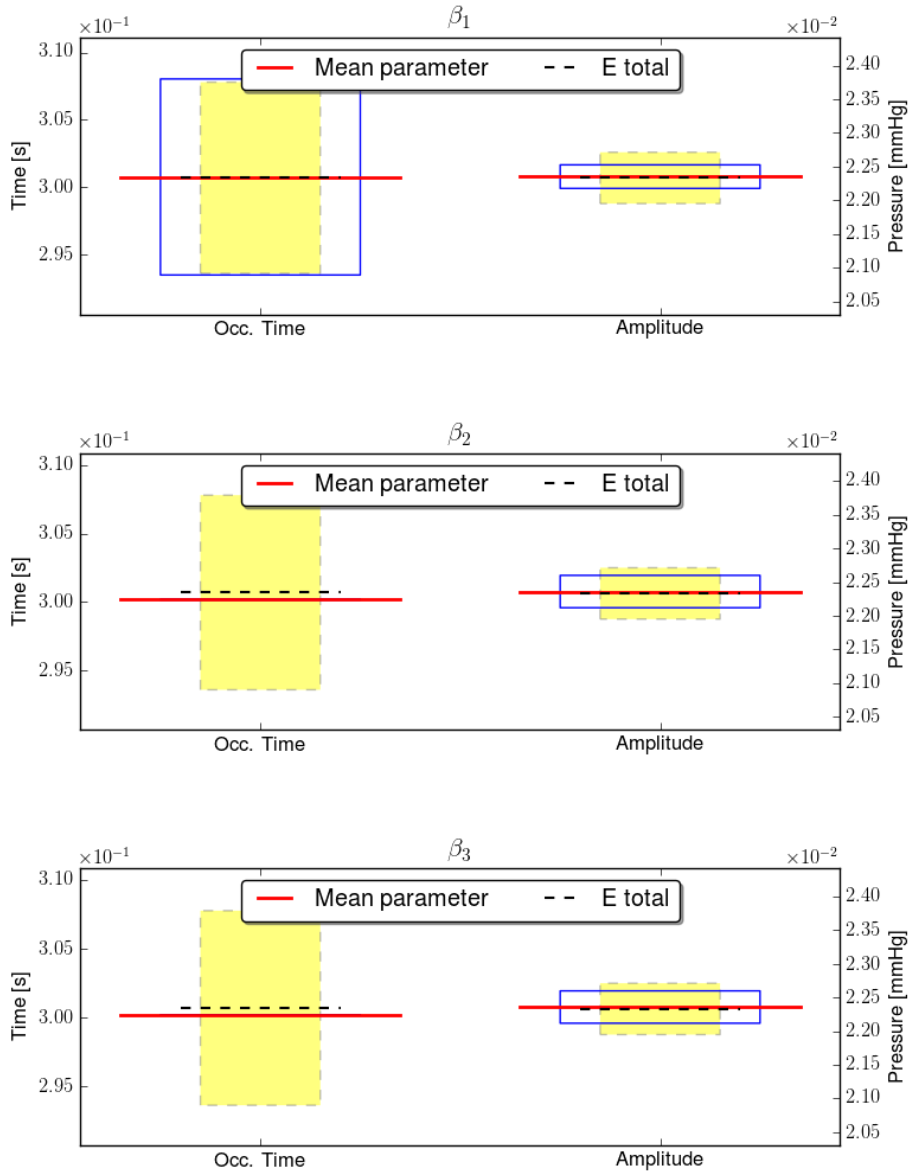 ×10⁻¹ β₁ ×10⁻²
Mean parameter E total
3.10
3.05
3.00
2.95
Time [s]
2.40
2.35
2.30
2.25
2.20
2.15
2.10
2.05
Pressure [mmHg]
Occ. Time Amplitude
×10⁻¹ β₂ ×10⁻²
Mean parameter E total
3.10
3.05
3.00
2.95
Time [s]
2.40
2.35
2.30
2.25
2.20
2.15
2.10
2.05
Pressure [mmHg]
Occ. Time Amplitude
×10⁻¹ β₃ ×10⁻²
Mean parameter E total
3.10
3.05
3.00
2.95
Time [s]
2.40
2.35
2.30
2.25
2.20
2.15
2.10
2.05
Pressure [mmHg]
Occ. Time Amplitude